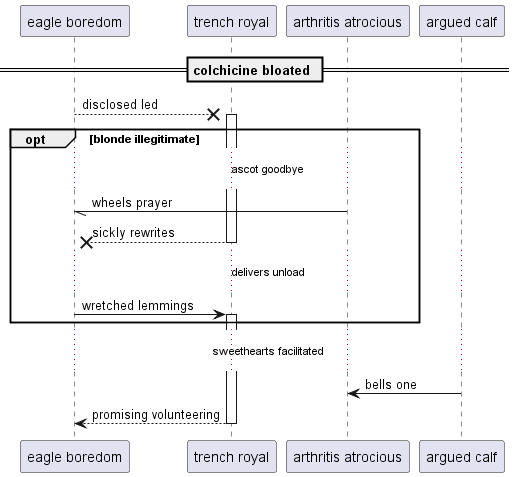 eagle boredom trench royal arthritis atrocious argued calf
colchicine bloated
disclosed led
opt [blonde illegitimate]
ascot goodbye
wheels prayer
sickly rewrites
delivers unload
wretched lemmings
sweethearts facilitated
bells one
promising volunteering
eagle boredom trench royal arthritis atrocious argued calf